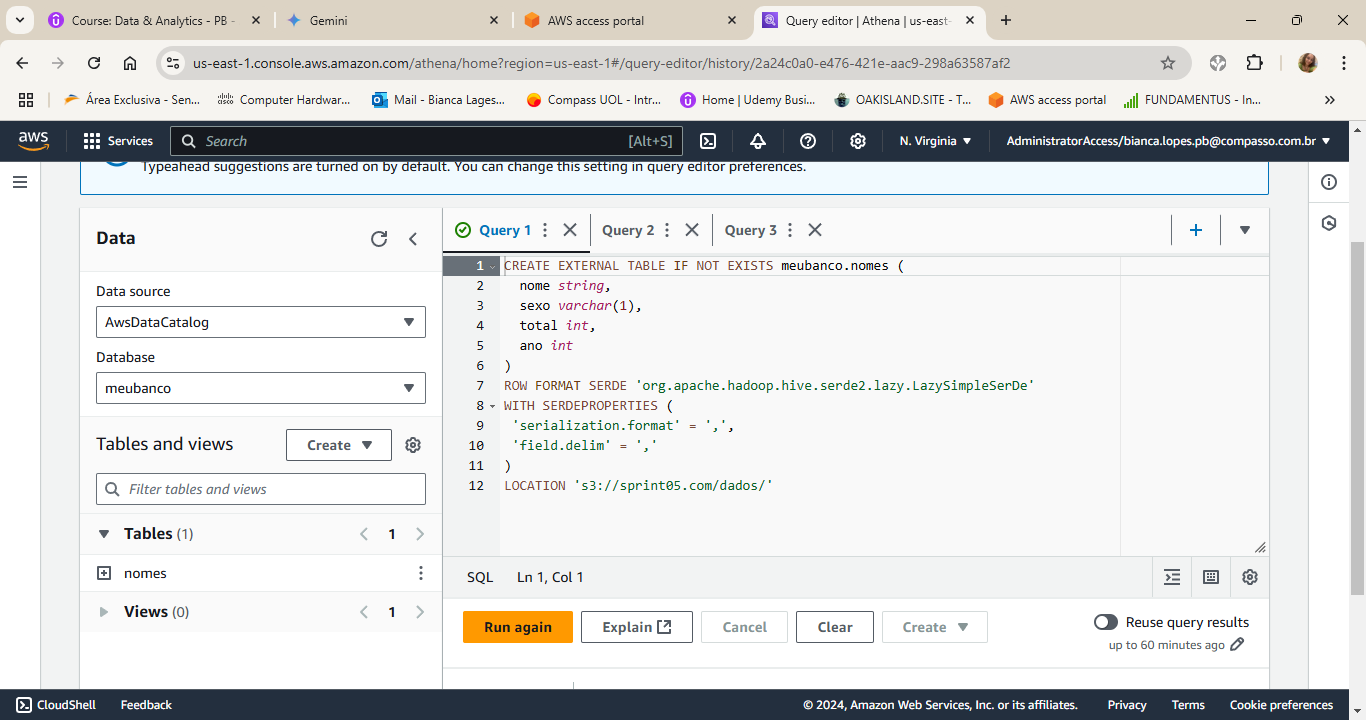 Course: Data & Analytics - PB -
Gemini
AWS access portal
Query editor | Athena | us-east-
us-east-1.console.aws.amazon.com/athena/home?region=us-east-1#/query-editor/history/2a24c0a0-e476-421e-aac9-298a63587af2
Área Exclusiva - Sen...
Computer Hardwar...
Mail - Bianca Lages...
Compass UOL - Intr...
Home | Udemy Busi...
OAKISLAND.SITE - T...
AWS access portal
FUNDAMENTUS - In...
aws
Services
Search
[Alt+S]
N. Virginia
AdministratorAccess/bianca.lopes.pb@compasso.com.br
Typeahead suggestions are turned on by default. You can change this setting in query editor preferences.
Data
Data source
AwsDataCatalog
Database
meubanco
Tables and views
Create
Filter tables and views
Tables (1)
1
nomes
Views (0)
1
Query 1
Query 2
Query 3
1 CREATE EXTERNAL TABLE IF NOT EXISTS meubanco.nomes (
2 nome string,
3 sexo varchar(1),
4 total int,
5 ano int
6 )
7 ROW FORMAT SERDE 'org.apache.hadoop.hive.serde2.lazy.LazySimpleSerDe'
8 WITH SERDEPROPERTIES (
9 'serialization.format' = ',',
10 'field.delim' = ','
11 )
12 LOCATION 's3://sprint05.com/dados/'
SQL
Ln 1, Col 1
Run again
Explain
Cancel
Clear
Create
Reuse query results
up to 60 minutes ago
CloudShell
Feedback
© 2024, Amazon Web Services, Inc. or its affiliates.
Privacy
Terms
Cookie preferences